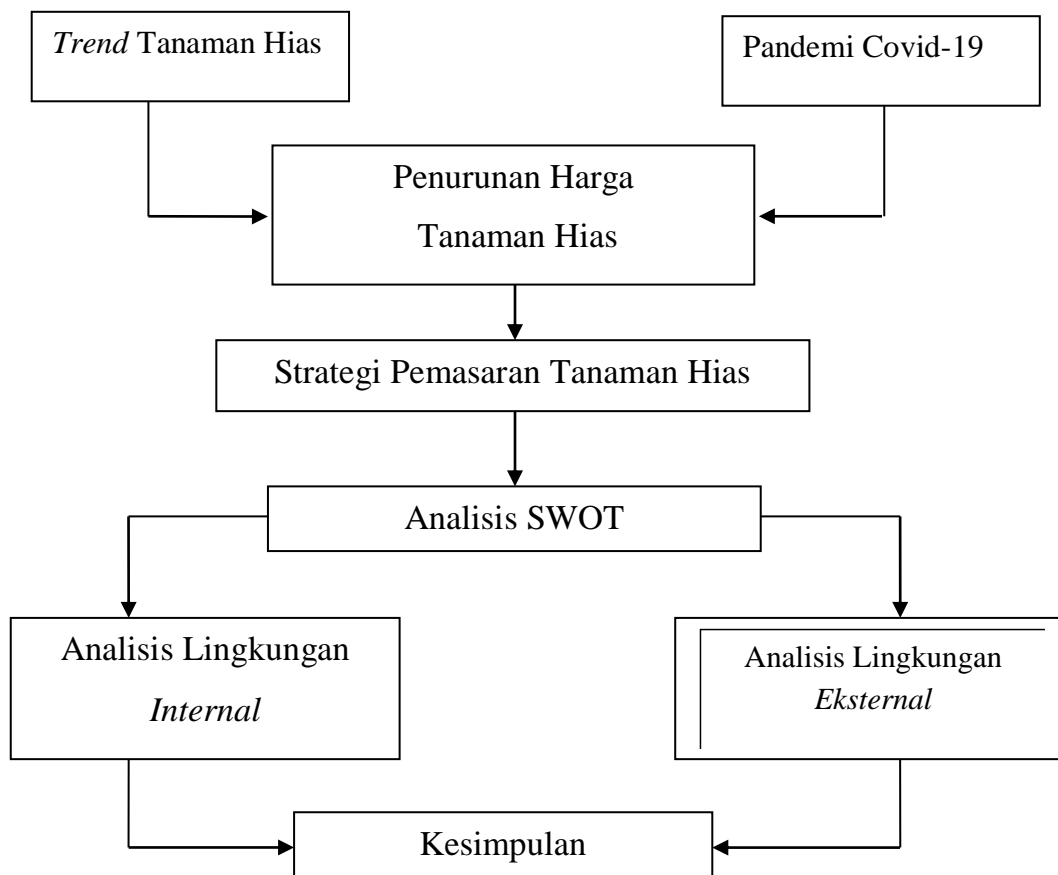 Trend Tanaman Hias
Pandemi Covid-19
Penurunan Harga
Tanaman Hias
Strategi Pemasaran Tanaman Hias
Analisis SWOT
Analisis Lingkungan
Internal
Analisis Lingkungan
Eksternal
Kesimpulan